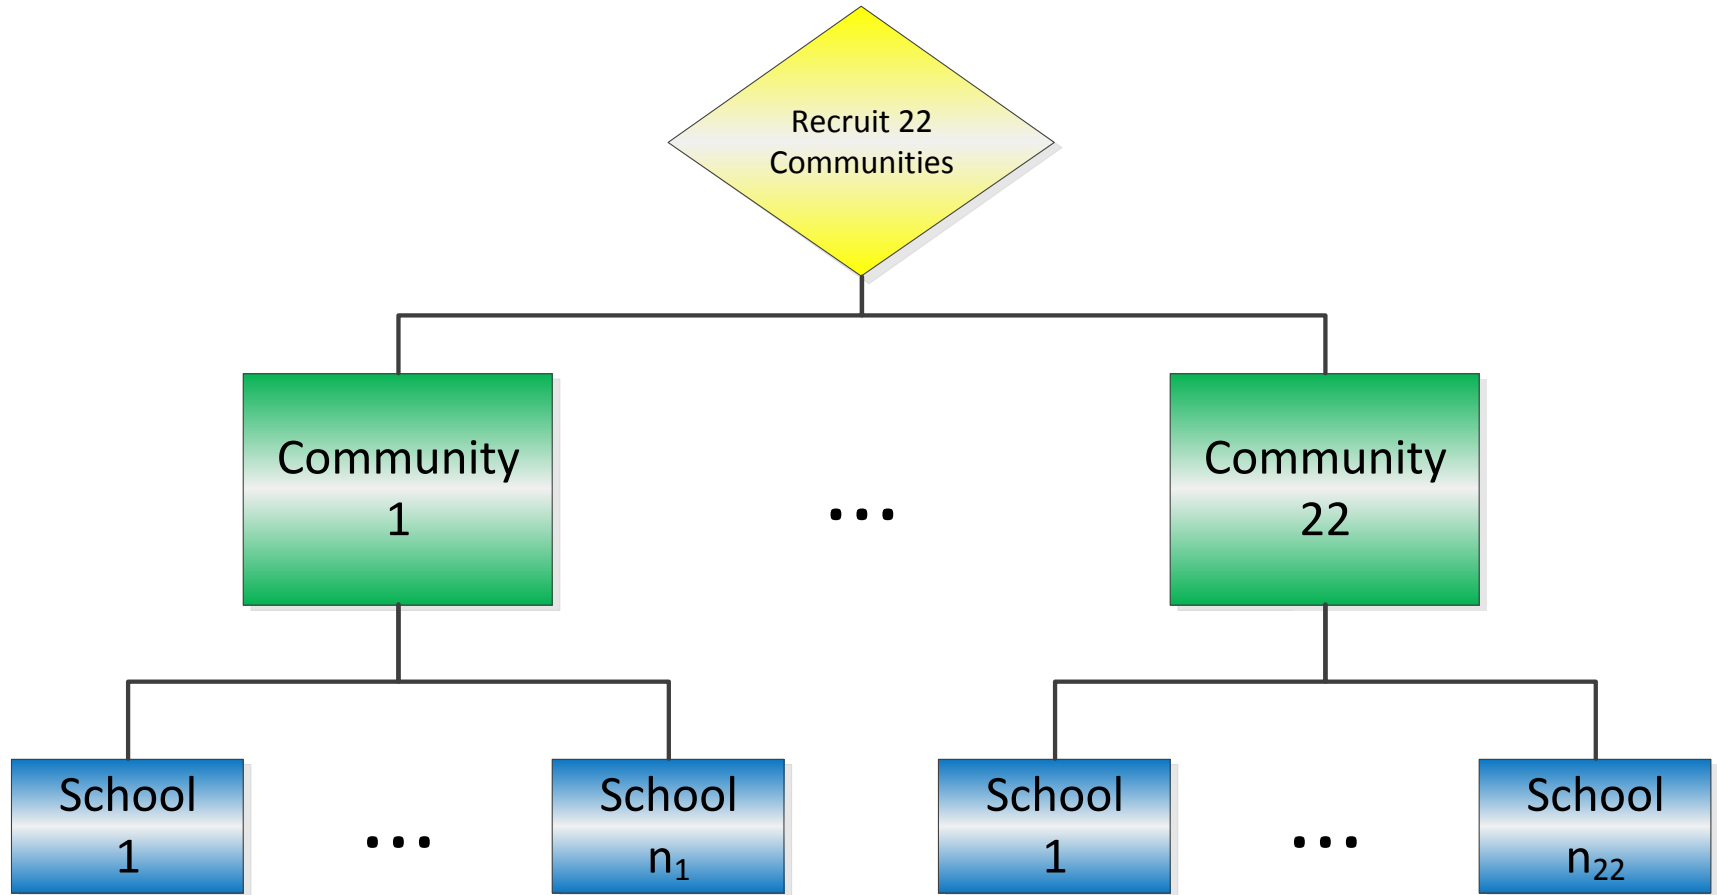 Recruit 22
Communities
Community
1
...
Community
22
School
1
...
School
n₁
School
1
...
School
n₂₂